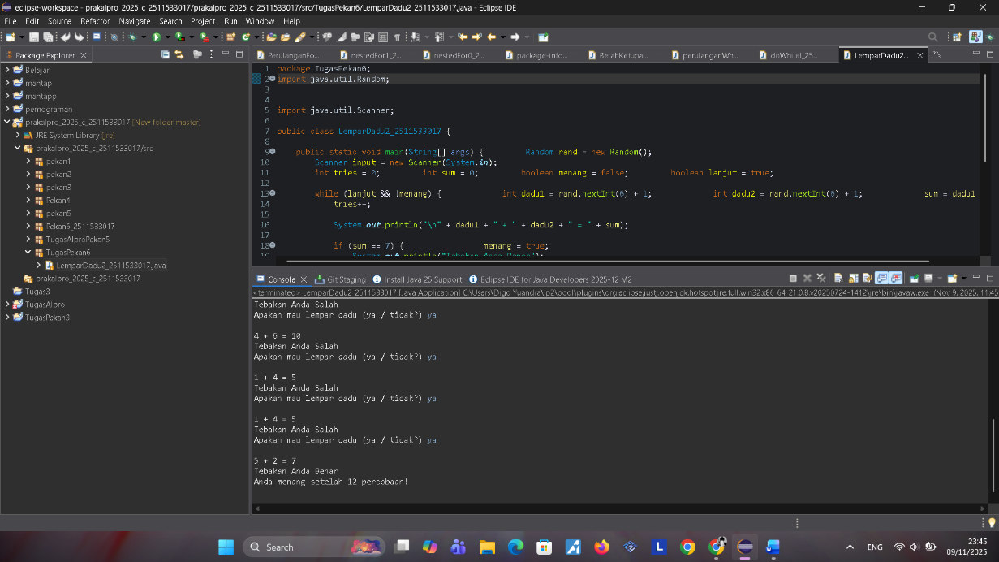 eclipse-workspace - prakalpro_2025_c_2511533017/src/TugasPekan6/LemparDadu2_2511533017.java - Eclipse IDE
File Edit Source Refactor Navigate Search Project Run Window Help
Package Explorer
PerulanganFo... nestedFor1_2... nestedFor0_2... package-info... BelahKetupa... perulanganWh... doWhile1_25... LemparDadu2...
Belajar
mantap
mantapp
pemograman
prakalpro_2025_c_2511533017 [New folder master]
JRE System Library [jre]
prakalpro_2025_c_2511533017/src
pekan1
pekan2
pekan3
Pekan4
pekan5
Pekan6_2511533017
TugasAlproPekan5
TugasPekan6
LemparDadu2_2511533017.java
prakalpro_2025_c_2511533017
Tugas3
TugasAlpro
TugasPekan3
1 package TugasPekan6;
2 import java.util.Random;
3
4
5 import java.util.Scanner;
6
7 public class LemparDadu2_2511533017 {
8
9 public static void main(String[] args) { Random rand = new Random();
10 Scanner input = new Scanner(System.in);
11 int tries = 0; int sum = 0; boolean menang = false; boolean lanjut = true;
12
13 while (lanjut && !menang) { int dadu1 = rand.nextInt(6) + 1; int dadu2 = rand.nextInt(6) + 1; sum = dadu1
14 tries++;
15
16 System.out.println("\n" + dadu1 + " + " + dadu2 + " = " + sum);
17
18 if (sum == 7) { menang = true;
19 System.out.println("Tebakan Anda Benar");
Console Git Staging Install Java 25 Support Eclipse IDE for Java Developers 2025-12 M2
<terminated> LemparDadu2_2511533017 [Java Application] C:\Users\Digo Yuandra\.p2\pool\plugins\org.eclipse.justj.openjdk.hotspot.jre.full.win32.x86_64_21.0.8.v20250724-1412\jre\bin\javaw.exe (Nov 9, 2025, 11:45
Tebakan Anda Salah
Apakah mau lempar dadu (ya / tidak?) ya
4 + 6 = 10
Tebakan Anda Salah
Apakah mau lempar dadu (ya / tidak?) ya
1 + 4 = 5
Tebakan Anda Salah
Apakah mau lempar dadu (ya / tidak?) ya
1 + 4 = 5
Tebakan Anda Salah
Apakah mau lempar dadu (ya / tidak?) ya
5 + 2 = 7
Tebakan Anda Benar
Anda menang setelah 12 percobaan!
Search
ENG
23:45
09/11/2025